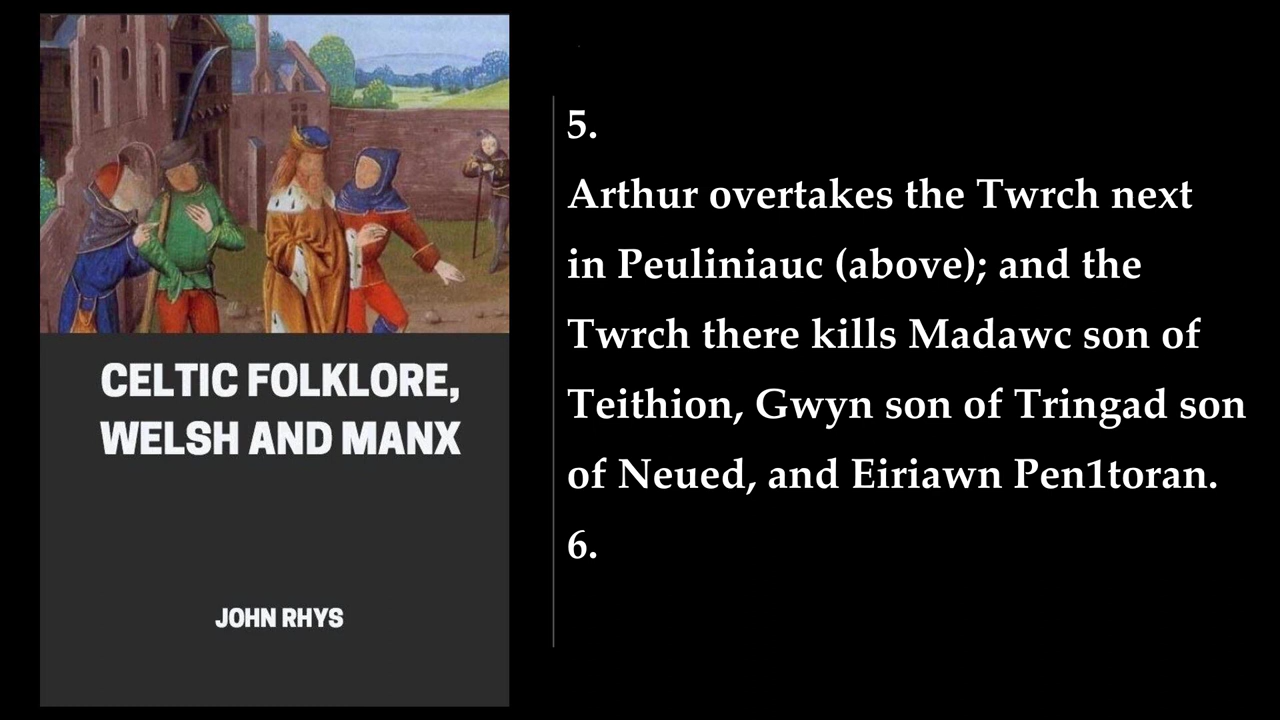 CELTIC FOLKLORE,
WELSH AND MANX
JOHN RHYS
5.
Arthur overtakes the Twrch next
in Peuliniauc (above); and the
Twrch there kills Madawc son of
Teithion, Gwyn son of Tringad son
of Neued, and Eiriawn Pen1toran.
6.